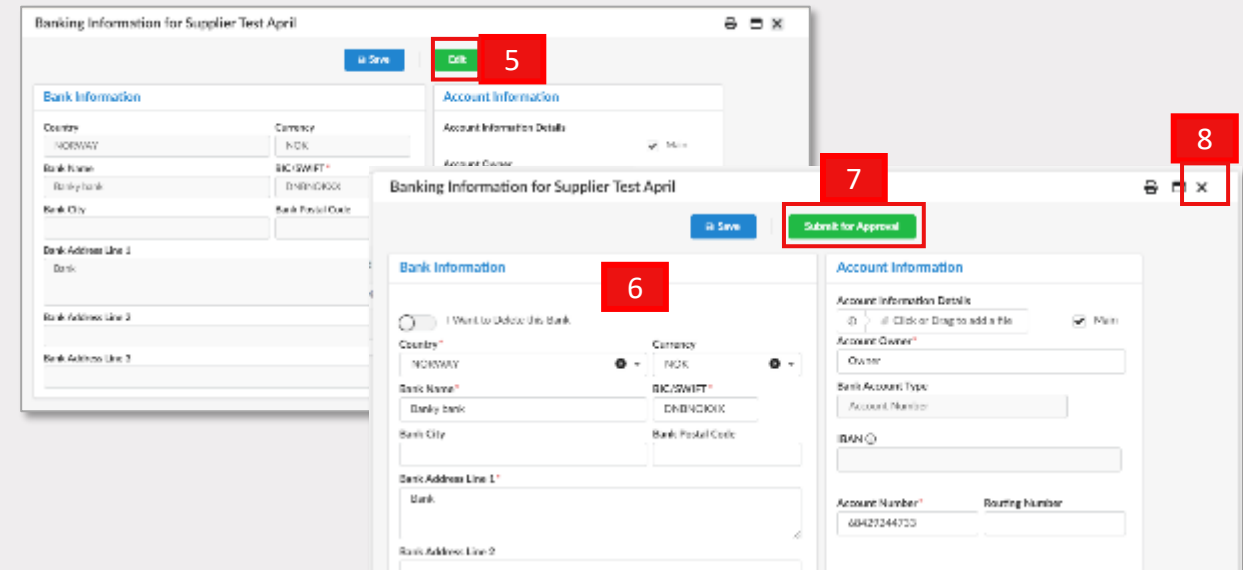 Banking Information for Supplier Test April
Save
Edit
5
Bank Information
Account Information
Country
Currency
Account Information Details
NORWAY
NOK
Main
Bank Name
BIC/SWIFT*
Account Owner
Banky bank
Bank City
Bank Postal Code
Bank Address Line 1
Bank
Bank Address Line 2
Bank Address Line 3
8
7
Banking Information for Supplier Test April
Save
Submit for Approval
Bank Information
6
Account Information
I Want to Delete this Bank
Account Information Details
Click or Drag to add a file
Main
Country*
Currency
Account Owner*
NORWAY
NOK
Owner
Bank Name*
BIC/SWIFT*
Bank Account Type
Banky bank
Account Number
Bank City
Bank Postal Code
IBAN
Bank Address Line 1*
Bank
Account Number*
Routing Number
Bank Address Line 2